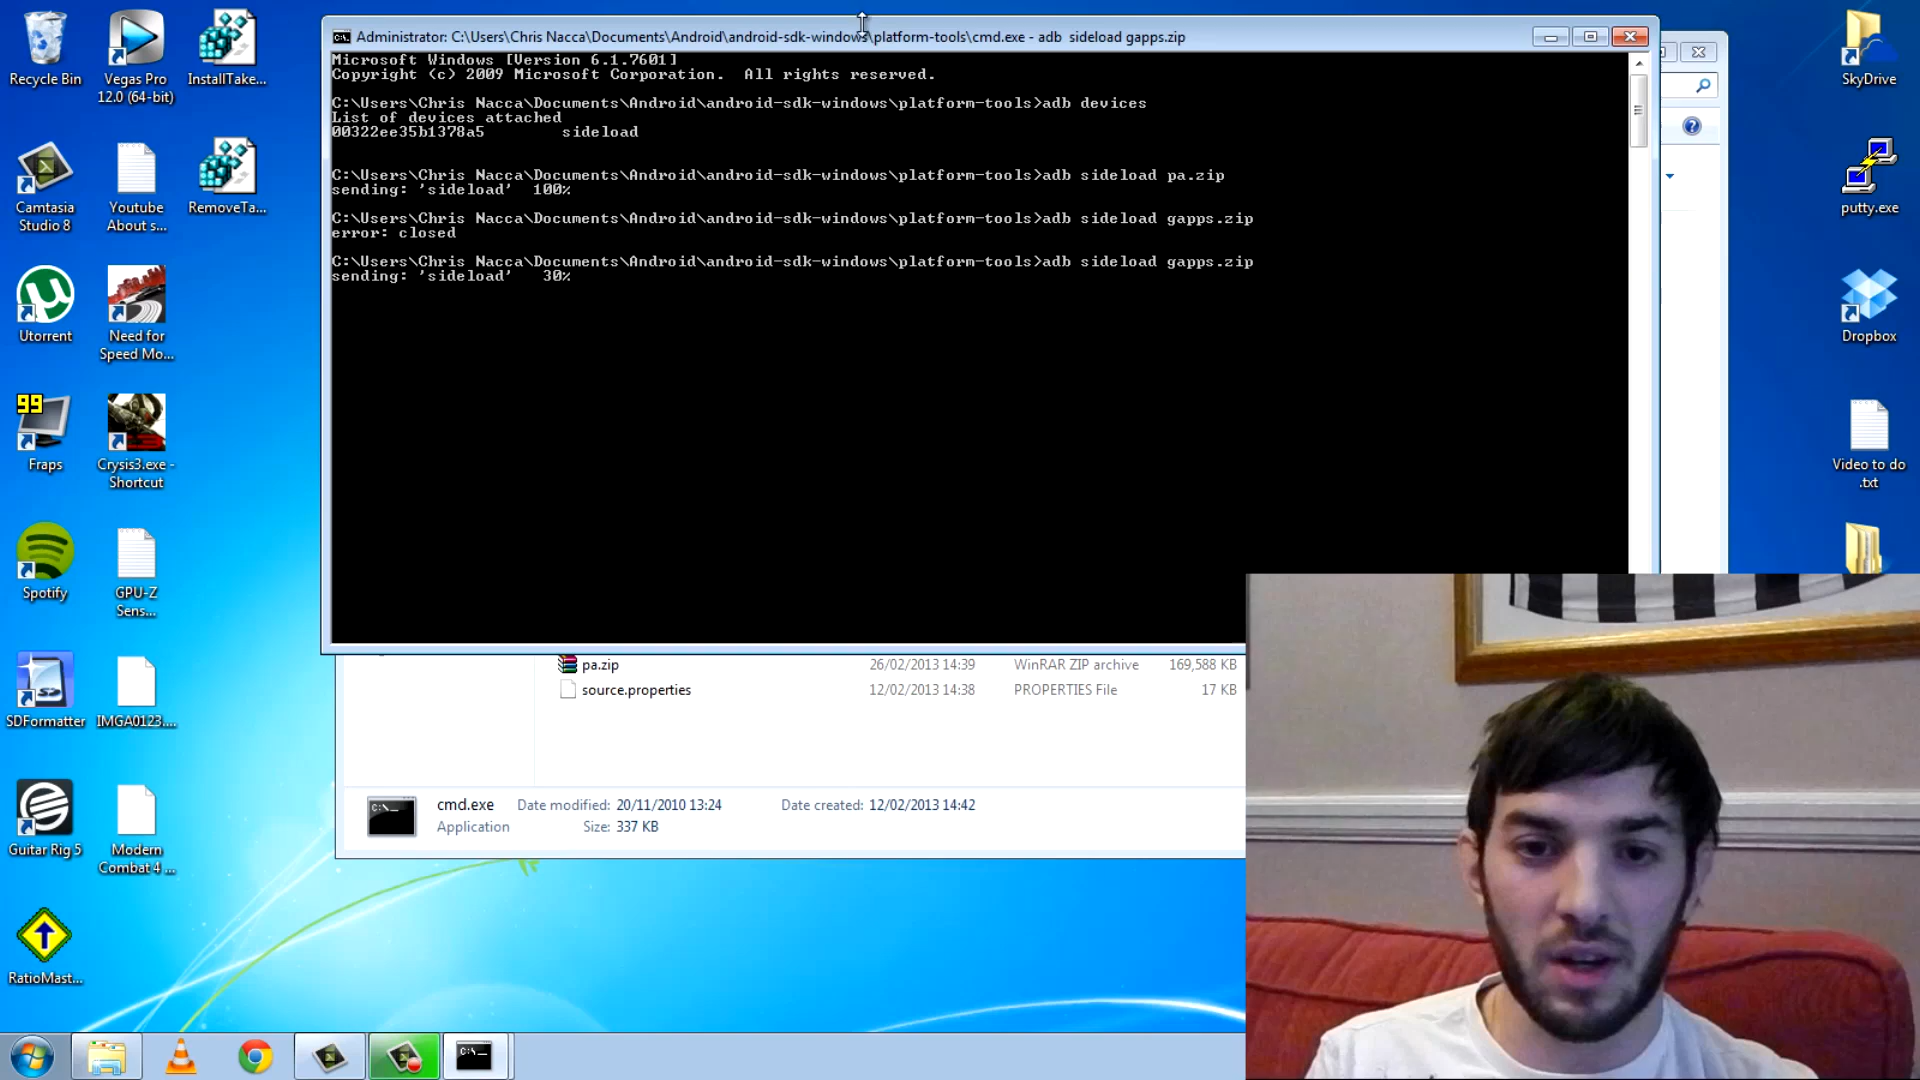 Administrator: C:\Users\Chris Nacca\Documents\Android\android-sdk-windows\platform-tools\cmd.exe - adb  sideload gapps.zip
Microsoft Windows [Version 6.1.7601]
Copyright (c) 2009 Microsoft Corporation.  All rights reserved.
C:\Users\Chris Nacca\Documents\Android\android-sdk-windows\platform-tools>adb devices
List of devices attached
00322ee35b1378a5        sideload
C:\Users\Chris Nacca\Documents\Android\android-sdk-windows\platform-tools>adb sideload pa.zip
sending: 'sideload'  100%
C:\Users\Chris Nacca\Documents\Android\android-sdk-windows\platform-tools>adb sideload gapps.zip
error: closed
C:\Users\Chris Nacca\Documents\Android\android-sdk-windows\platform-tools>adb sideload gapps.zip
sending: 'sideload'   30%
pa.zip 26/02/2013 14:39 WinRAR ZIP archive 169,588 KB
source.properties 12/02/2013 14:38 PROPERTIES File 17 KB
cmd.exe Date modified: 20/11/2010 13:24 Date created: 12/02/2013 14:42
Application Size: 337 KB
Recycle Bin
Vegas Pro
12.0 (64-bit)
InstallTake...
Camtasia
Studio 8
Youtube
About s...
RemoveTa...
Utorrent
Need for
Speed Mo...
99
Fraps
Crysis3.exe -
Shortcut
Spotify
GPU-Z
Sens...
SD
SDFormatter
IMGA0123....
Guitar Rig 5
Modern
Combat 4 ...
RatioMast...
SkyDrive
putty.exe
Dropbox
Video to do
.txt